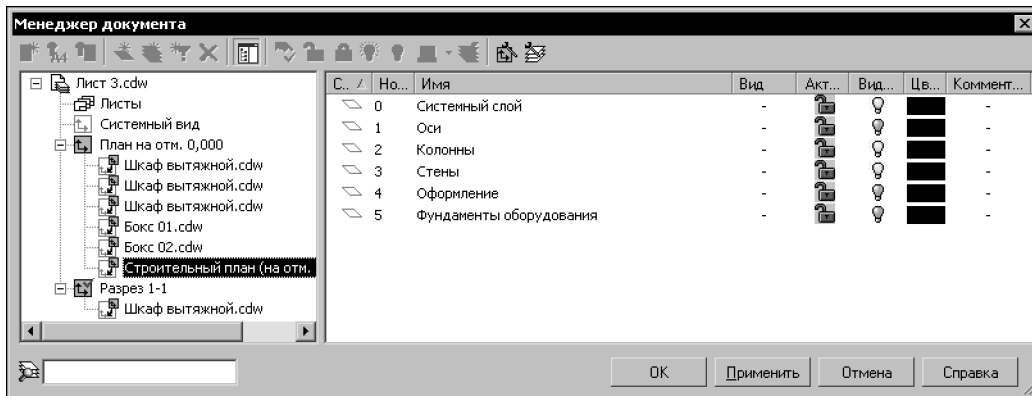 Менеджер документа
Лист 3.cdw
Листы
Системный вид
План на отм. 0,000
Шкаф вытяжной.cdw
Шкаф вытяжной.cdw
Шкаф вытяжной.cdw
Бокс 01.cdw
Бокс 02.cdw
Строительный план (на отм.
Разрез 1-1
Шкаф вытяжной.cdw
С... Но... Имя Вид Акт... Вид... Цв... Коммент...
0 Системный слой - -
1 Оси - -
2 Колонны - -
3 Стены - -
4 Оформление - -
5 Фундаменты оборудования - -
OK Применить Отмена Справка